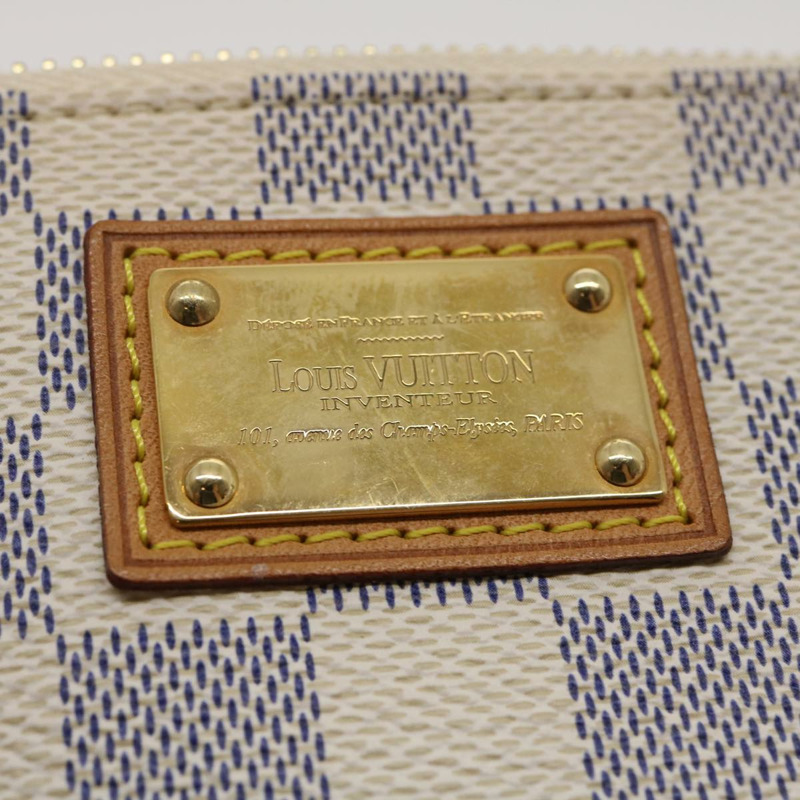 DÉPOSÉ EN FRANCE ET À L'ÉTRANGER
LOUIS VUITTON
INVENTEUR
101, avenue des Champs-Elysées, PARIS